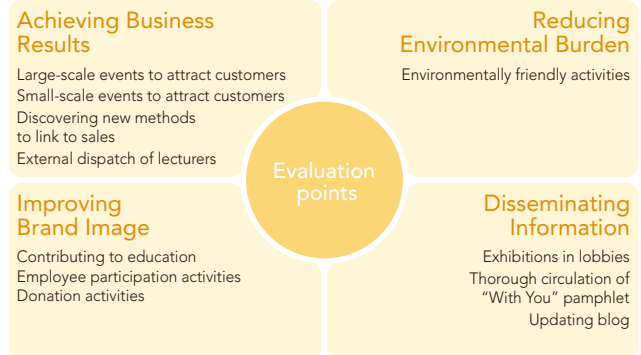 Achieving Business
Results
Large-scale events to attract customers
Small-scale events to attract customers
Discovering new methods
to link to sales
External dispatch of lecturers
Reducing
Environmental Burden
Environmentally friendly activities
Evaluation
points
Improving
Brand Image
Contributing to education
Employee participation activities
Donation activities
Disseminating
Information
Exhibitions in lobbies
Thorough circulation of
“With You” pamphlet
Updating blog